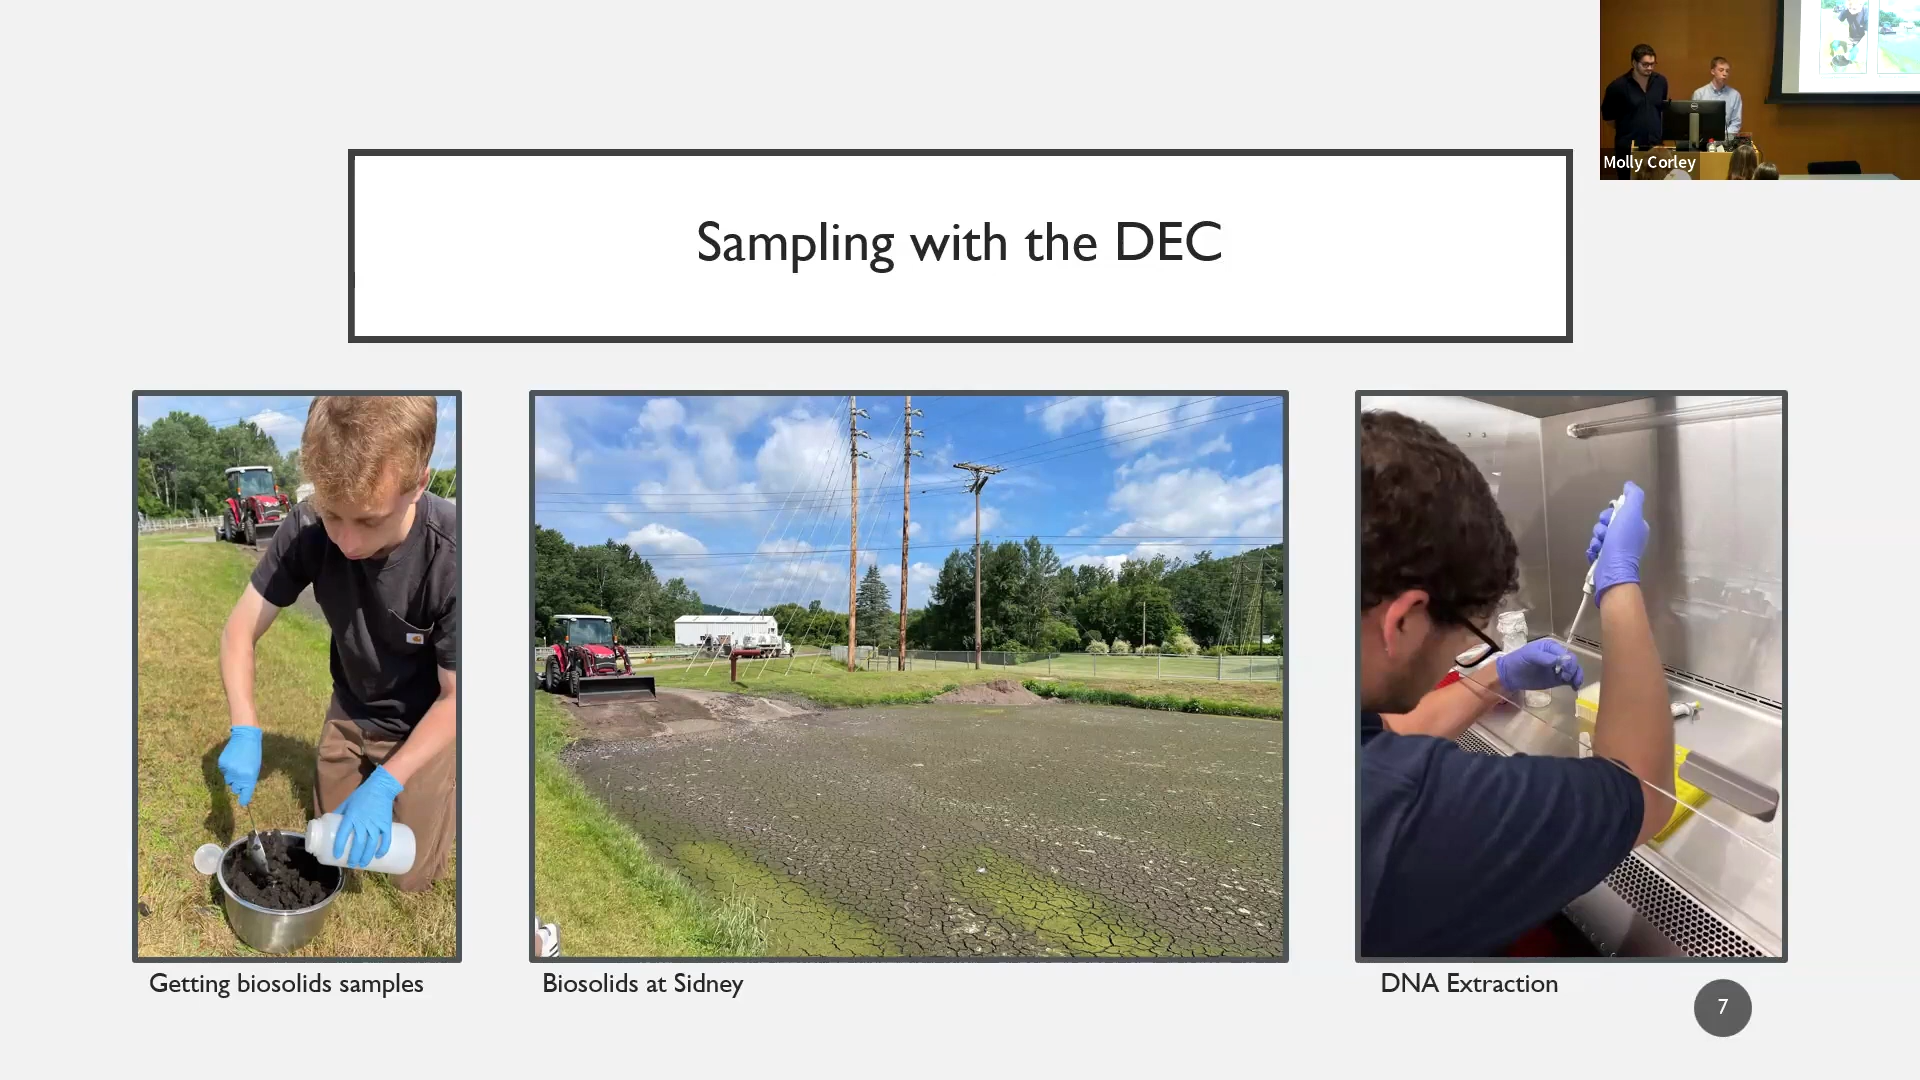 Molly Corley
Sampling with the DEC
Getting biosolids samples
Biosolids at Sidney
DNA Extraction
7